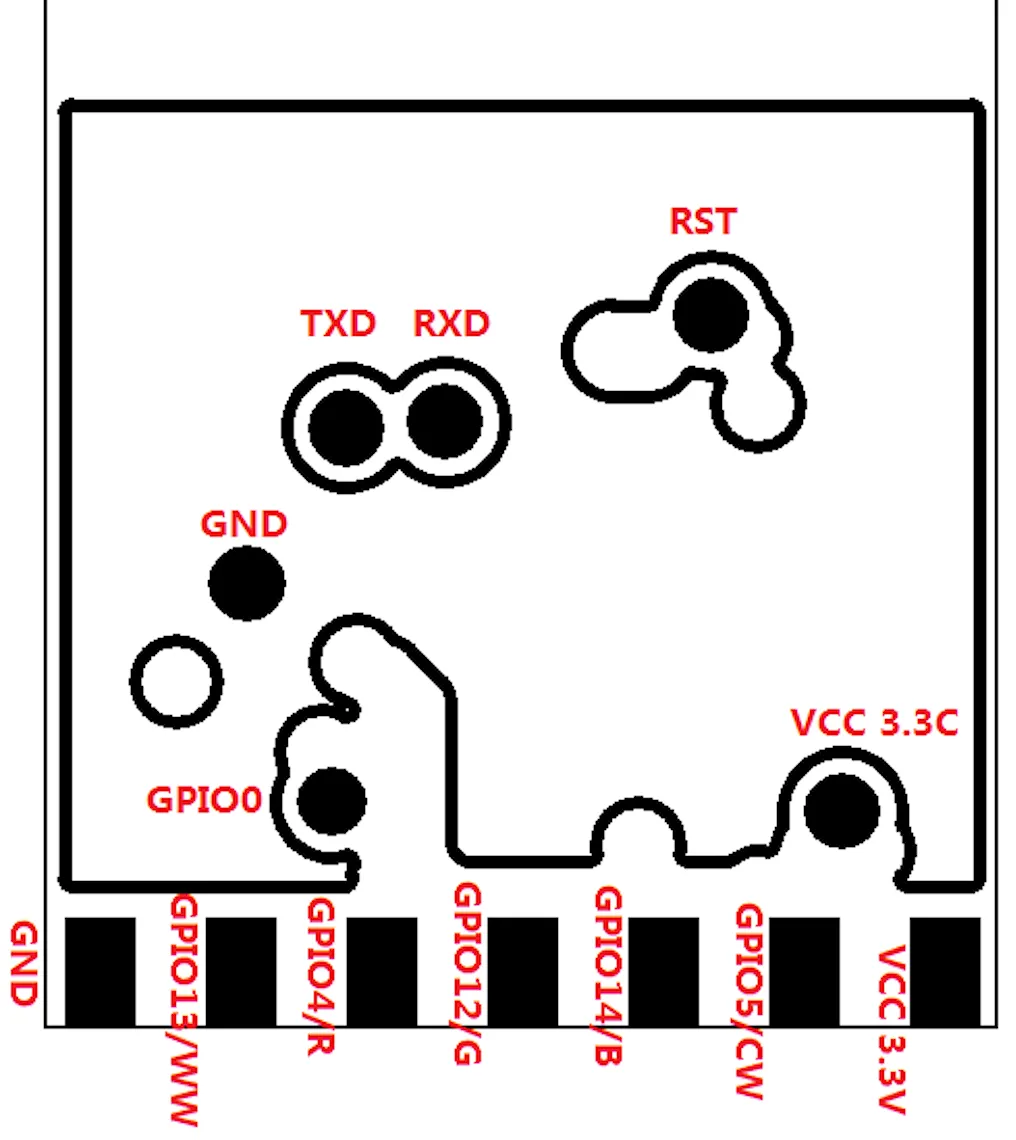 RST
TXD RXD
GND
VCC 3.3C
GPIO0
GND
GPIO13/WW
GPIO4/R
GPIO12/G
GPIO14/B
GPIO5/CW
VCC 3.3V